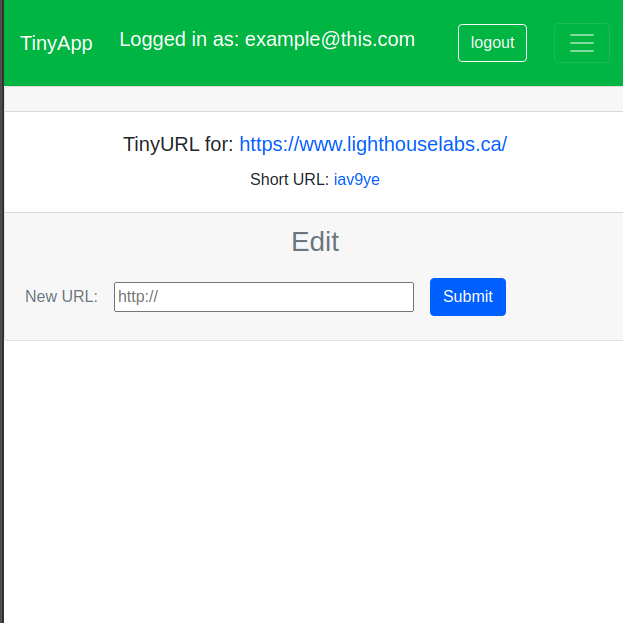 TinyApp Logged in as: example@this.com logout
TinyURL for: https://www.lighthouselabs.ca/
Short URL: iav9ye
Edit
New URL: http:// Submit